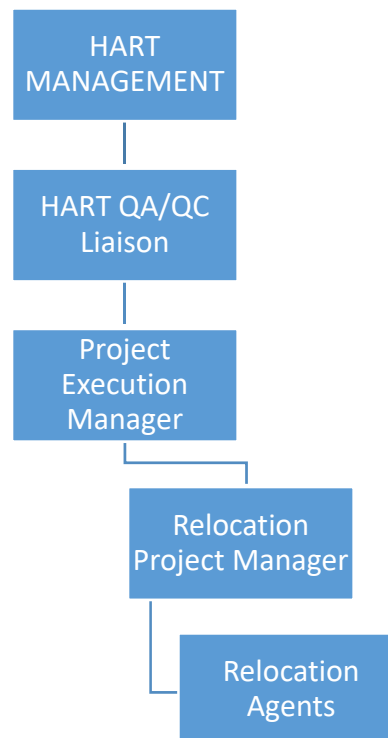 HART
MANAGEMENT
HART QA/QC
Liaison
Project
Execution
Manager
Relocation
Project Manager
Relocation
Agents